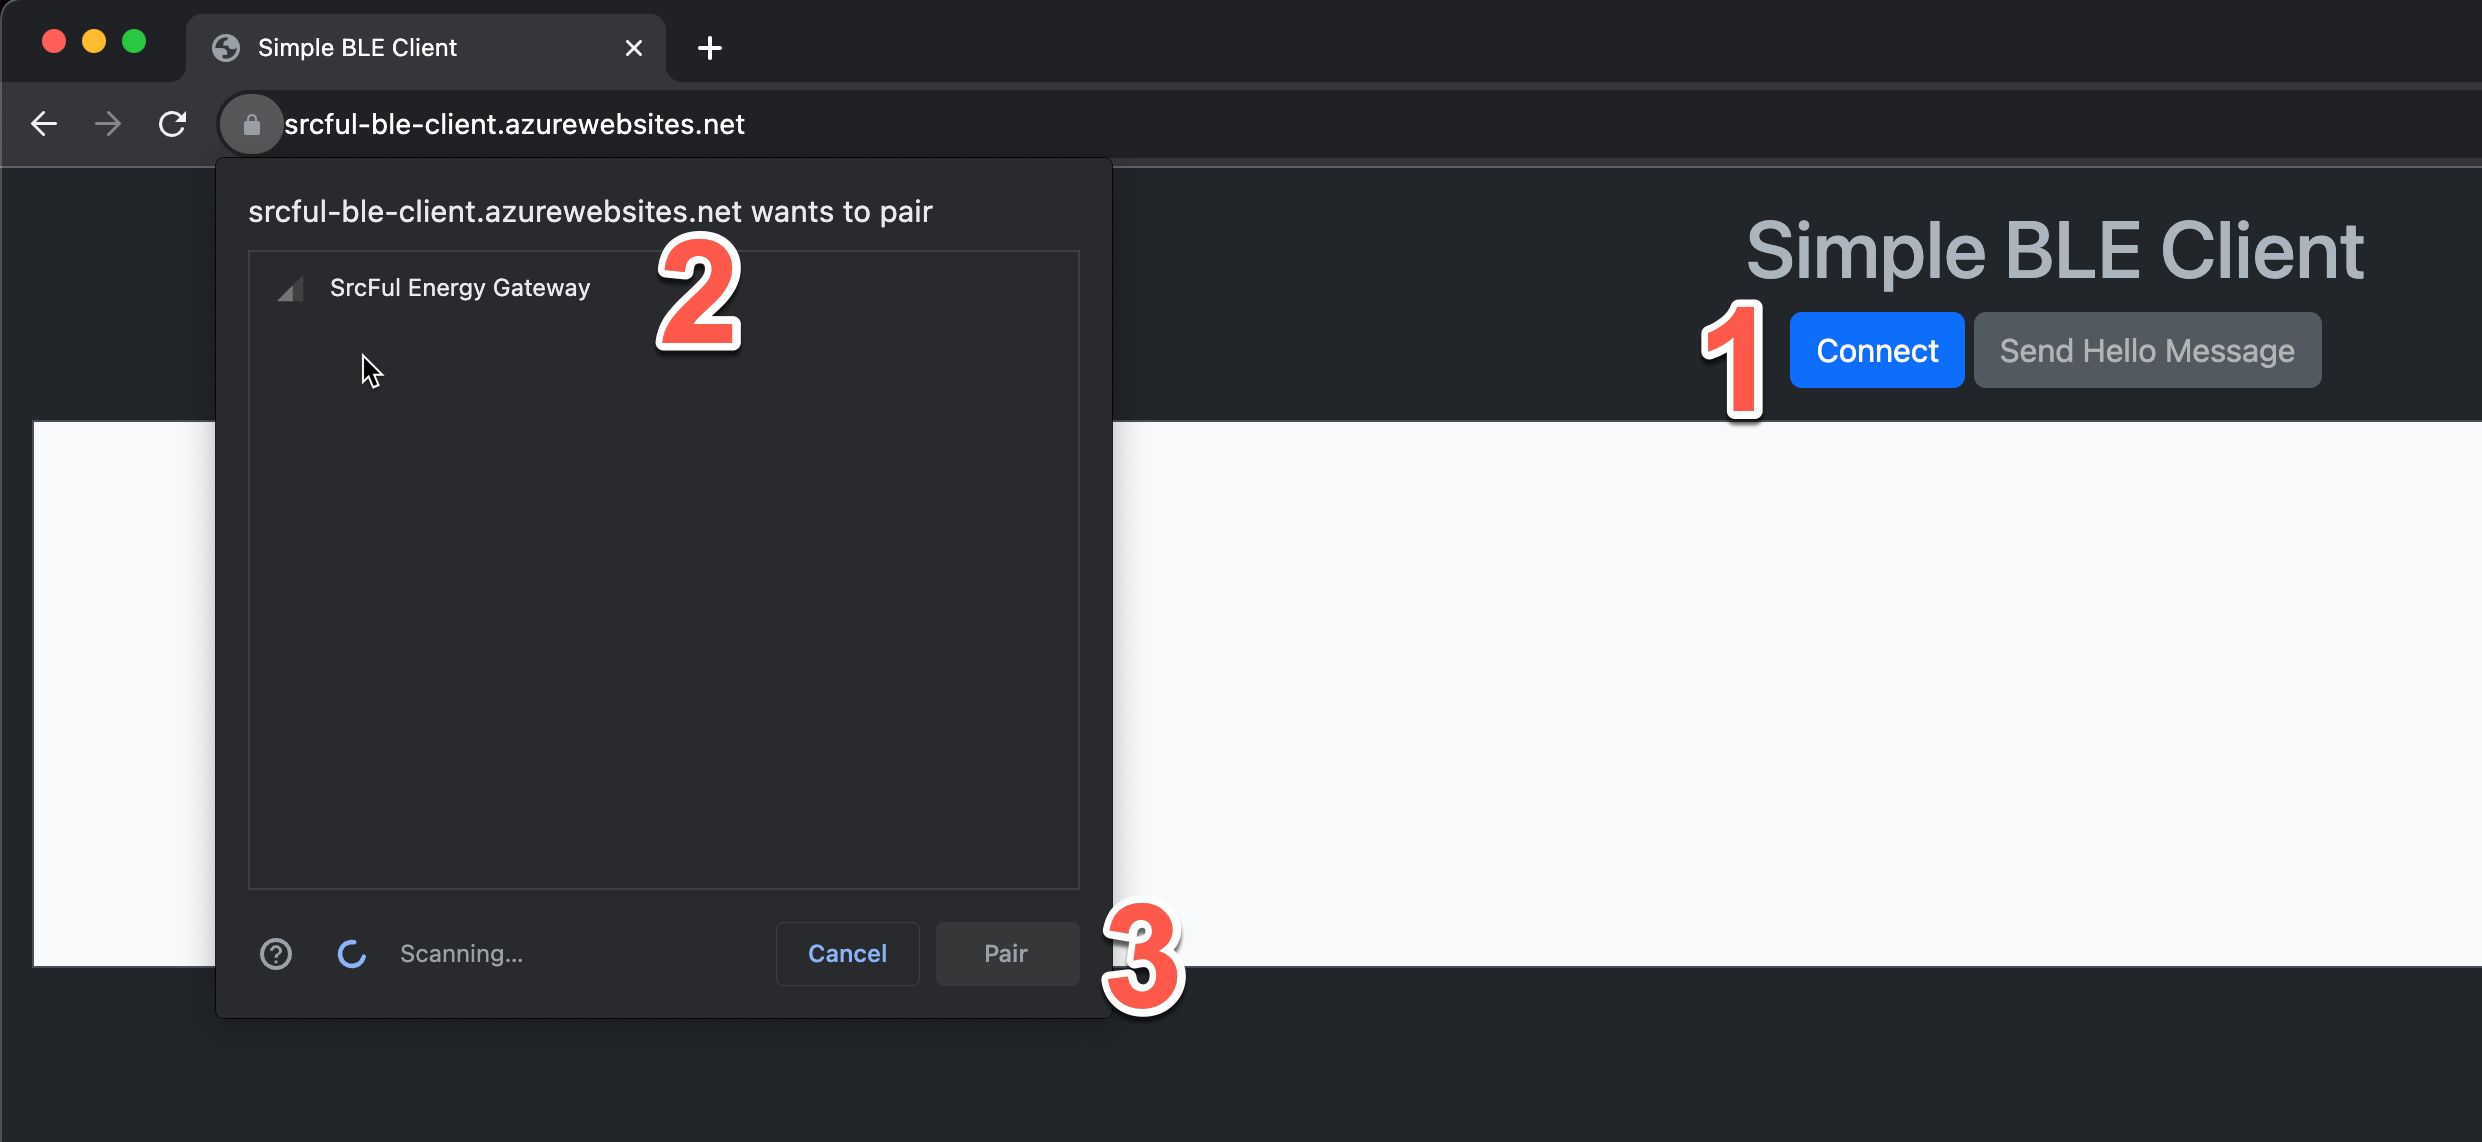 Simple BLE Client
srcful-ble-client.azurewebsites.net
srcful-ble-client.azurewebsites.net wants to pair
SrcFul Energy Gateway
2
Simple BLE Client
1
Connect
Send Hello Message
Scanning...
Cancel
Pair
3